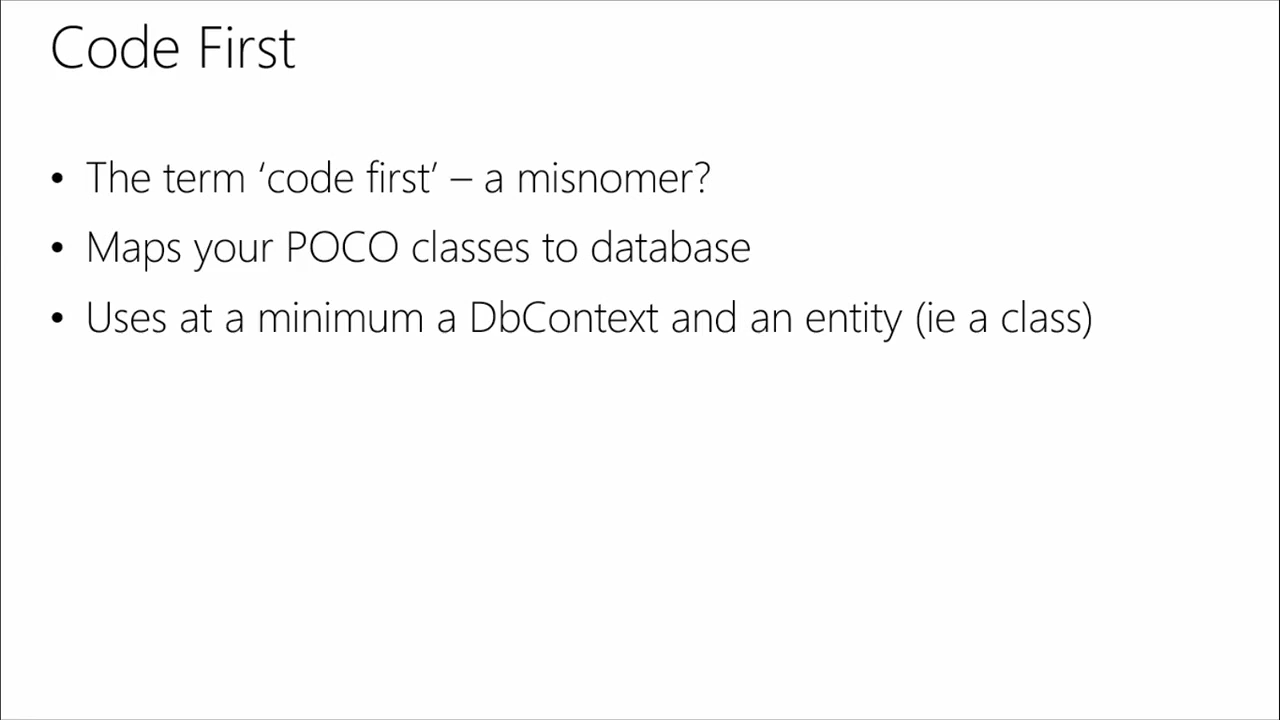 Code First
• The term ‘code first’ – a misnomer?
• Maps your POCO classes to database
• Uses at a minimum a DbContext and an entity (ie a class)